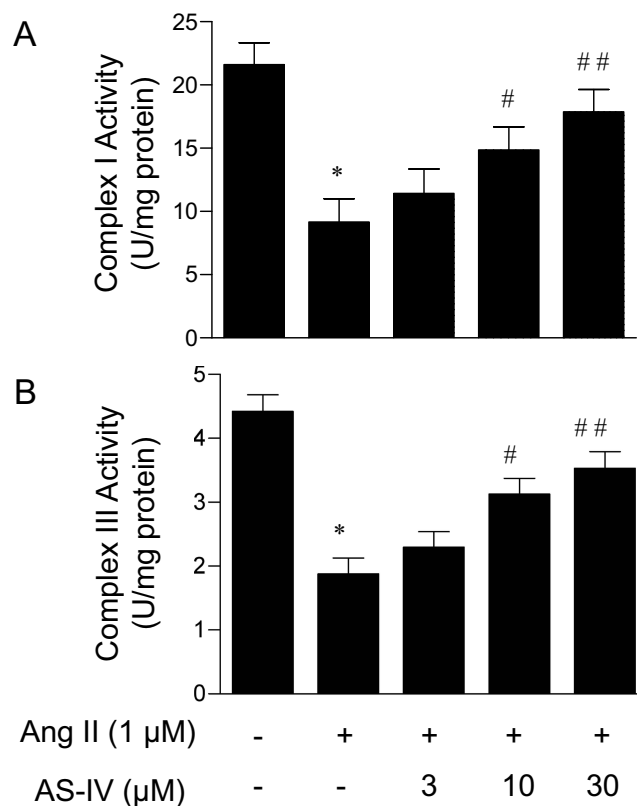 A
Complex I Activity
(U/mg protein)
25
20
15
10
5
0
*
#
# #
B
Complex III Activity
(U/mg protein)
5
4
3
2
1
0
*
#
# #
Ang II (1 μM) - + + + +
AS-IV (μM) - - 3 10 30